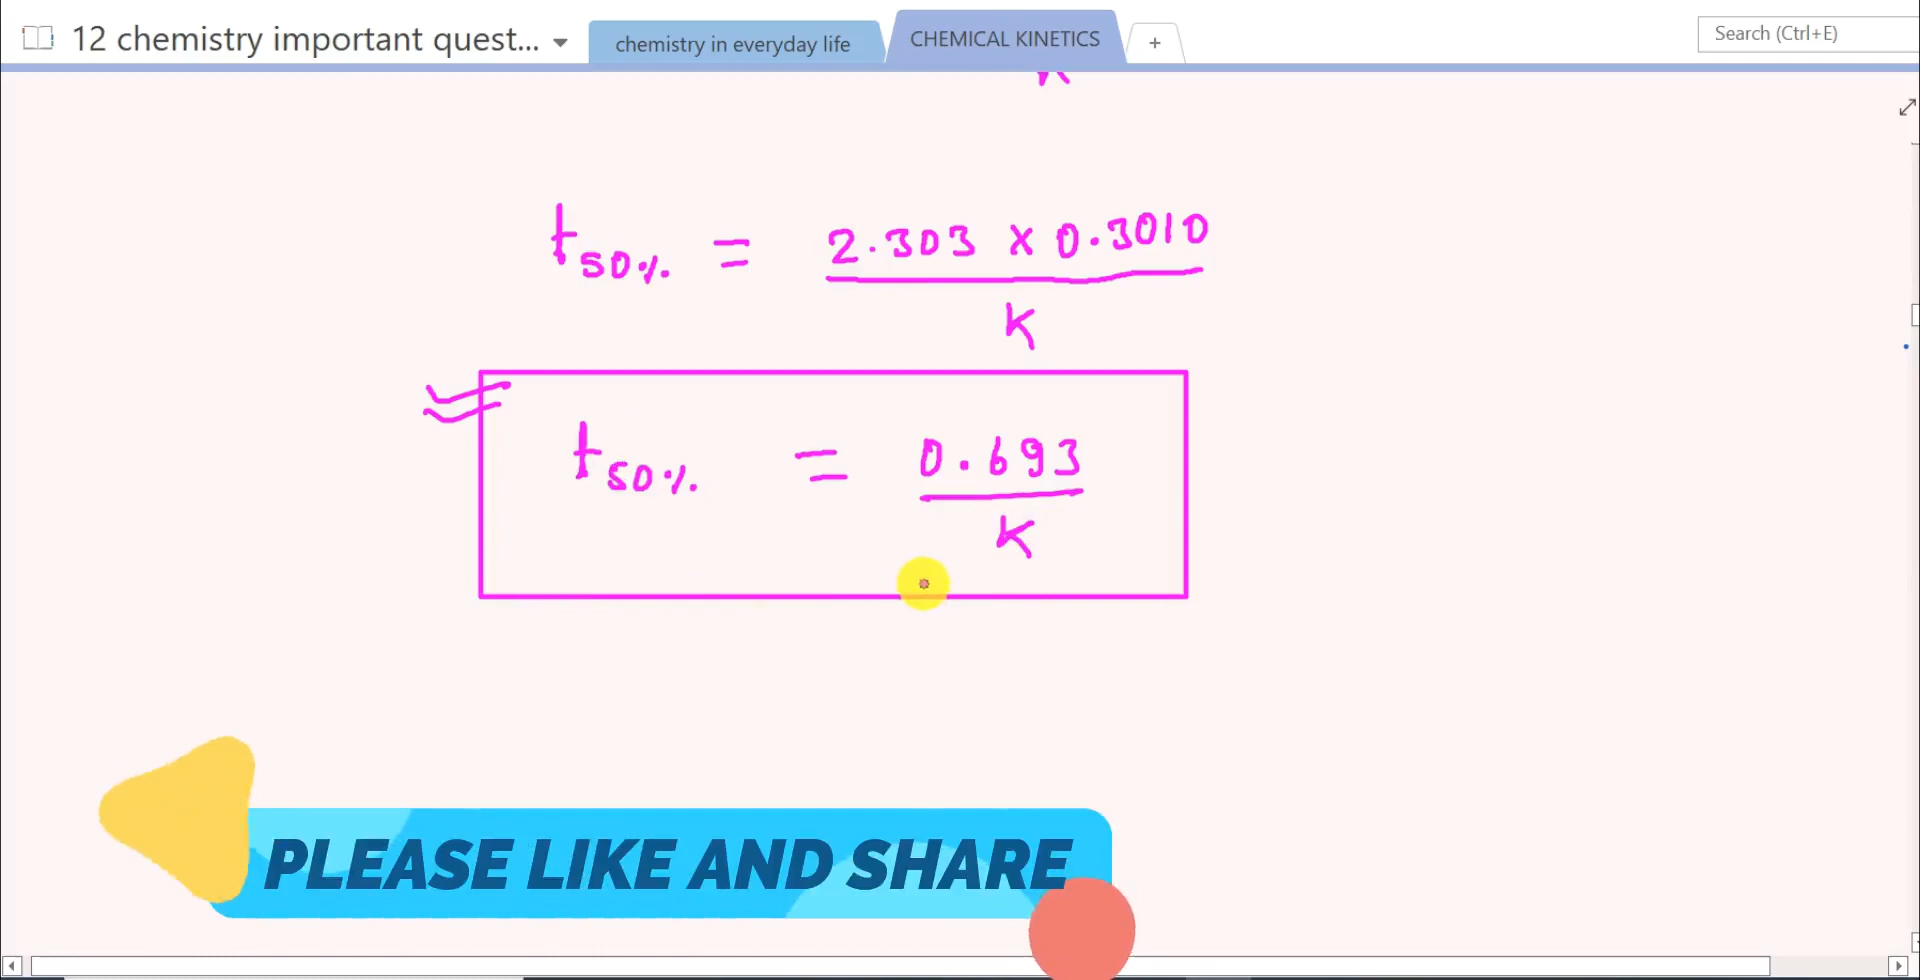 12 chemistry important quest...
chemistry in everyday life
CHEMICAL KINETICS
+
Search (Ctrl+E)
K
t50% = 2.303 x 0.3010
K
t50% = 0.693
K
PLEASE LIKE AND SHARE